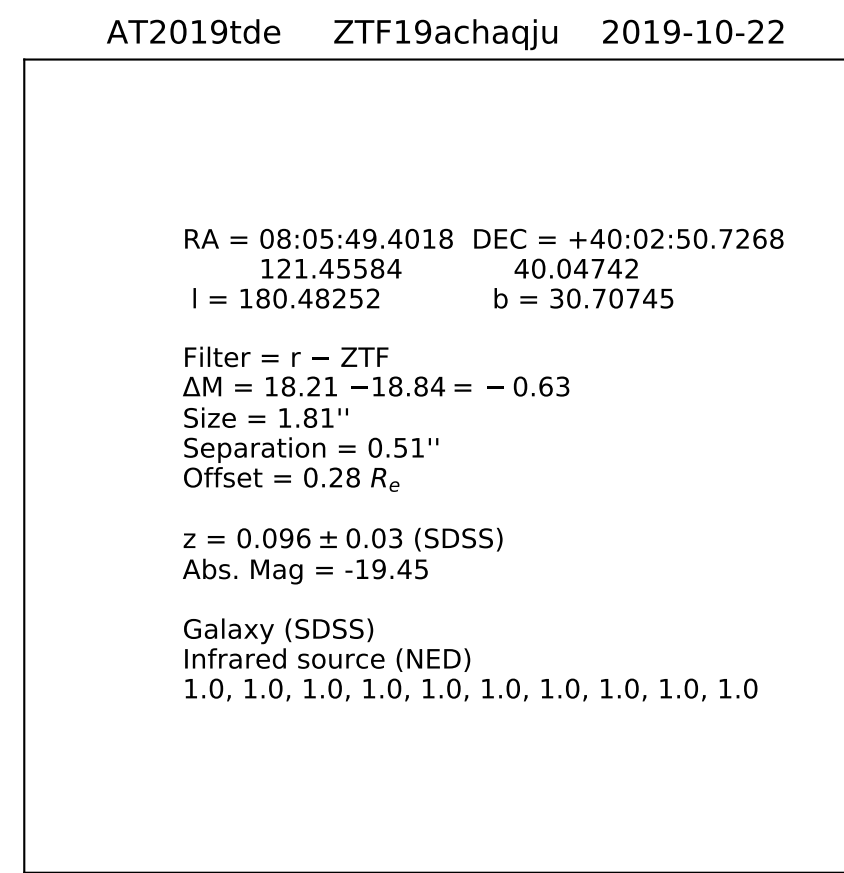 AT2019tde ZTF19achaqju 2019-10-22
RA = 08:05:49.4018 DEC = +40:02:50.7268
121.45584 40.04742
l = 180.48252 b = 30.70745
Filter = r − ZTF
ΔM = 18.21 −18.84 = − 0.63
Size = 1.81''
Separation = 0.51''
Offset = 0.28 Re
z = 0.096 ± 0.03 (SDSS)
Abs. Mag = -19.45
Galaxy (SDSS)
Infrared source (NED)
1.0, 1.0, 1.0, 1.0, 1.0, 1.0, 1.0, 1.0, 1.0, 1.0